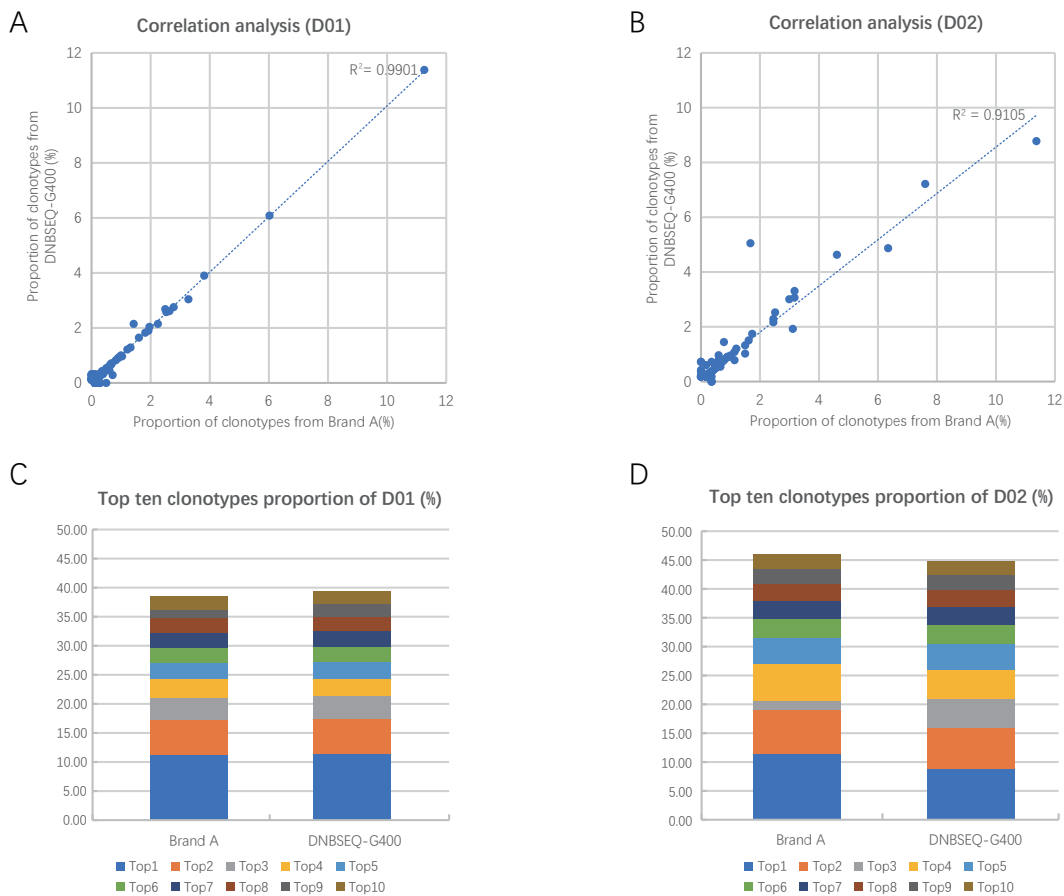 A
Correlation analysis (D01)
Proportion of clonotypes from
DNBSEQ-G400 (%)
12
10
8
6
4
2
0
R²= 0.9901
0
2
4
6
8
10
12
Proportion of clonotypes from Brand A(%)
B
Correlation analysis (D02)
Proportion of clonotypes from
DNBSEQ-G400 (%)
12
10
8
6
4
2
0
R² = 0.9105
0
2
4
6
8
10
12
Proportion of clonotypes from Brand A(%)
C
Top ten clonotypes proportion of D01 (%)
50.00
45.00
40.00
35.00
30.00
25.00
20.00
15.00
10.00
5.00
0.00
Brand A
DNBSEQ-G400
Top1 Top2 Top3 Top4 Top5
Top6 Top7 Top8 Top9 Top10
D
Top ten clonotypes proportion of D02 (%)
50.00
45.00
40.00
35.00
30.00
25.00
20.00
15.00
10.00
5.00
0.00
Brand A
DNBSEQ-G400
Top1 Top2 Top3 Top4 Top5
Top6 Top7 Top8 Top9 Top10